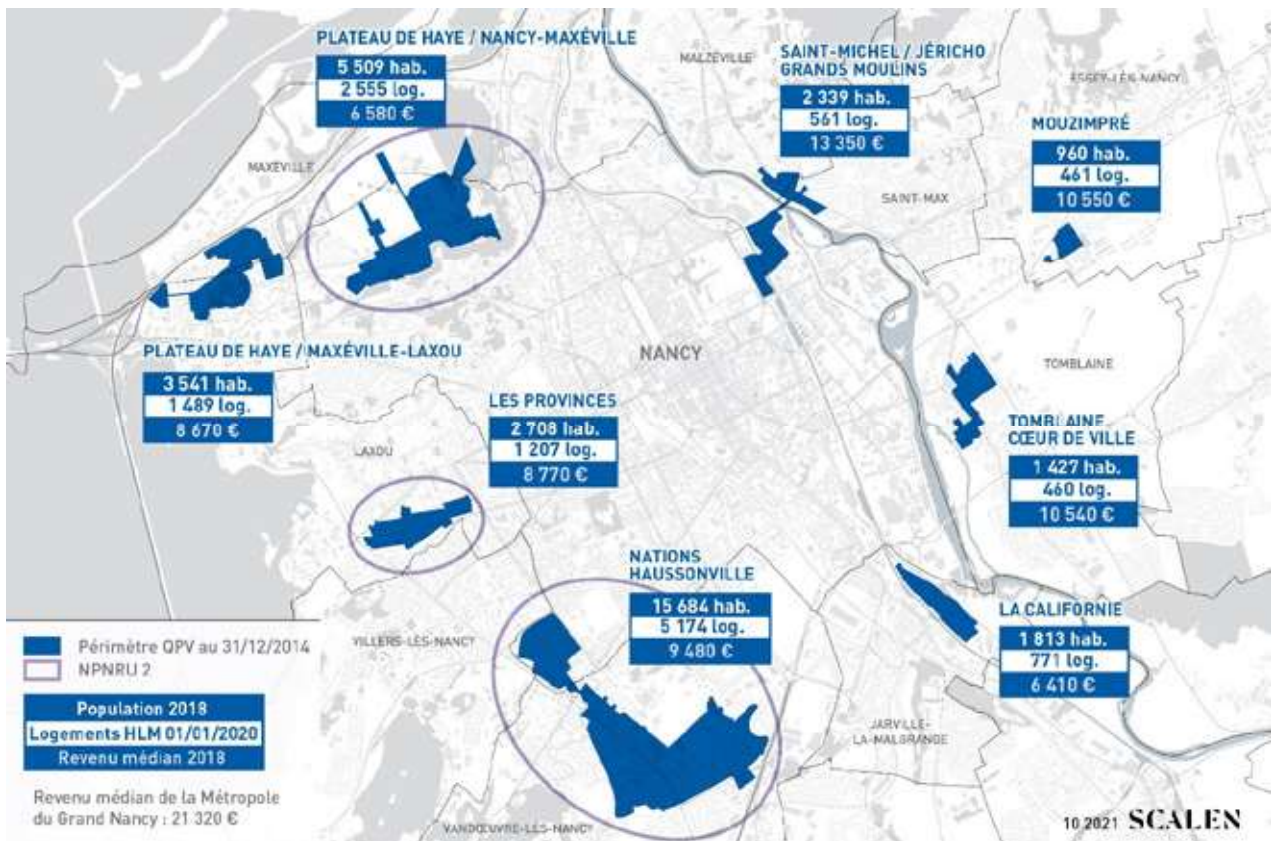 PLATEAU DE HAYE / NANCY-MAXÉVILLE
5 509 hab.
2 555 log.
6 580 €
MALZÉVILLE
SAINT-MICHEL / JÉRICHO
GRANDS MOULINS
2 339 hab.
561 log.
13 350 €
ESSEY-LÈS-NANCY
MOUZIMPRÉ
960 hab.
461 log.
10 550 €
MAXÉVILLE
SAINT-MAX
PLATEAU DE HAYE / MAXÉVILLE-LAXOU
3 541 hab.
1 489 log.
8 670 €
NANCY
TOMBLAINE
LES PROVINCES
2 708 hab.
1 207 log.
8 770 €
LAXOU
TOMBLAINE
CŒUR DE VILLE
1 427 hab.
460 log.
10 540 €
NATIONS
HAUSSONVILLE
15 684 hab.
5 174 log.
9 480 €
LA CALIFORNIE
1 813 hab.
771 log.
6 410 €
VILLERS-LÈS-NANCY
JARVILLE-
LA-MALGRANGE
VANDŒUVRE-LÈS-NANCY
Périmètre QPV au 31/12/2014
NPNRU 2
Population 2018
Logements HLM 01/01/2020
Revenu médian 2018
Revenu médian de la Métropole
du Grand Nancy : 21 320 €
10.2021 SCALEN